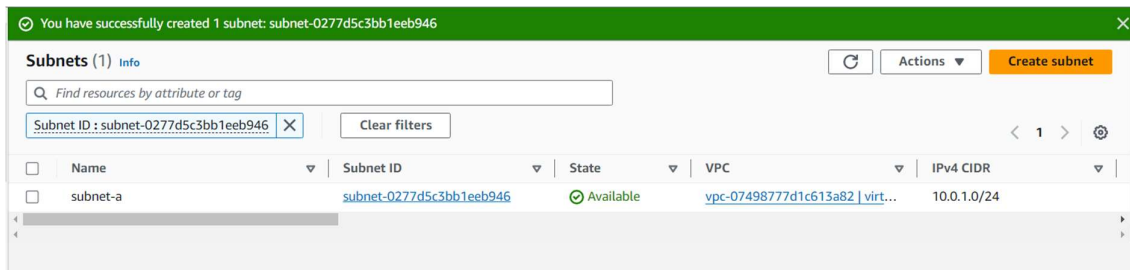 You have successfully created 1 subnet: subnet-0277d5c3bb1eeb946
Subnets (1) Info
Actions
Create subnet
Find resources by attribute or tag
Subnet ID : subnet-0277d5c3bb1eeb946
Clear filters
1
Name Subnet ID State VPC IPv4 CIDR
subnet-a subnet-0277d5c3bb1eeb946 Available vpc-07498777d1c613a82 | virt... 10.0.1.0/24